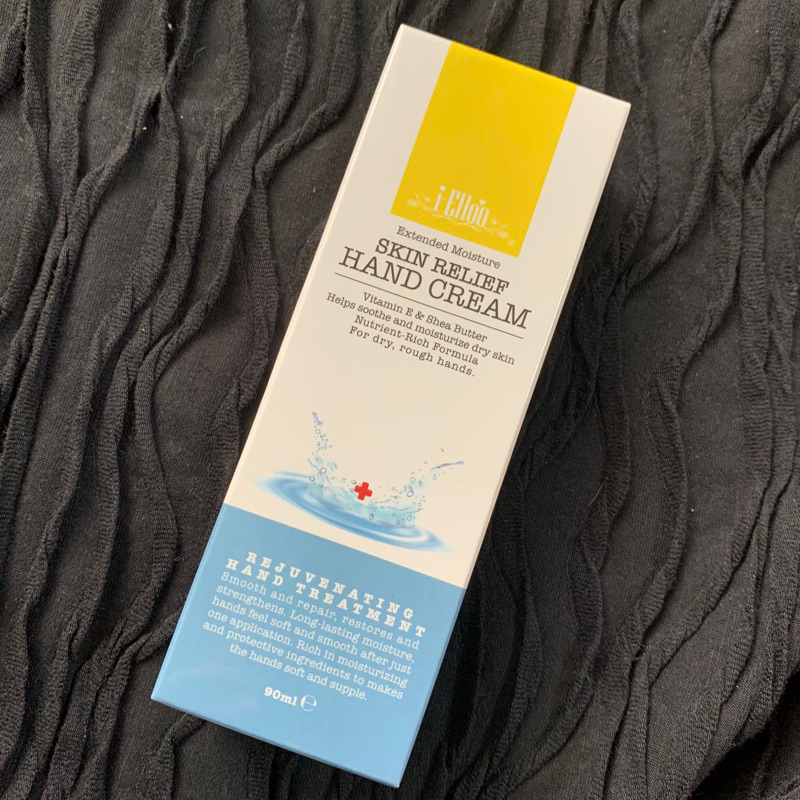 Extended Moisture
SKIN RELIEF
HAND CREAM
Vitamin E & Shea Butter
Helps soothe and moisturize dry skin
Nutrient-Rich Formula
For dry, rough hands.
REJUVENATING
HAND TREATMENT
Smooth and repair, restores and
strengthens. Long-lasting moisture,
hands feel soft and smooth after just
one application. Rich in moisturizing
and protective ingredients to makes
the hands soft and supple.
90ml ℮